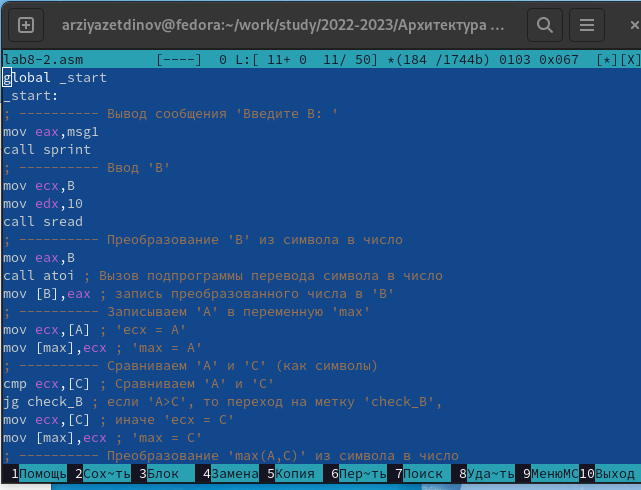 arziyazetdinov@fedora:~/work/study/2022-2023/Архитектура ...
lab8-2.asm [----] 0 L:[ 11+ 0 11/ 50] *(184 /1744b) 0103 0x067 [*][X]
global _start
_start:
; ---------- Вывод сообщения 'Введите B: '
mov eax,msg1
call sprint
; ---------- Ввод 'B'
mov ecx,B
mov edx,10
call sread
; ---------- Преобразование 'B' из символа в число
mov eax,B
call atoi ; Вызов подпрограммы перевода символа в число
mov [B],eax ; запись преобразованного числа в 'B'
; ---------- Записываем 'A' в переменную 'max'
mov ecx,[A] ; 'ecx = A'
mov [max],ecx ; 'max = A'
; ---------- Сравниваем 'A' и 'С' (как символы)
cmp ecx,[C] ; Сравниваем 'A' и 'С'
jg check_B ; если 'A>C', то переход на метку 'check_B',
mov ecx,[C] ; иначе 'ecx = C'
mov [max],ecx ; 'max = C'
; ---------- Преобразование 'max(A,C)' из символа в число
1Помощь 2Сох~ть 3Блок 4Замена 5Копия 6Пер~ть 7Поиск 8Уда~ть 9МенюMC 10Выход